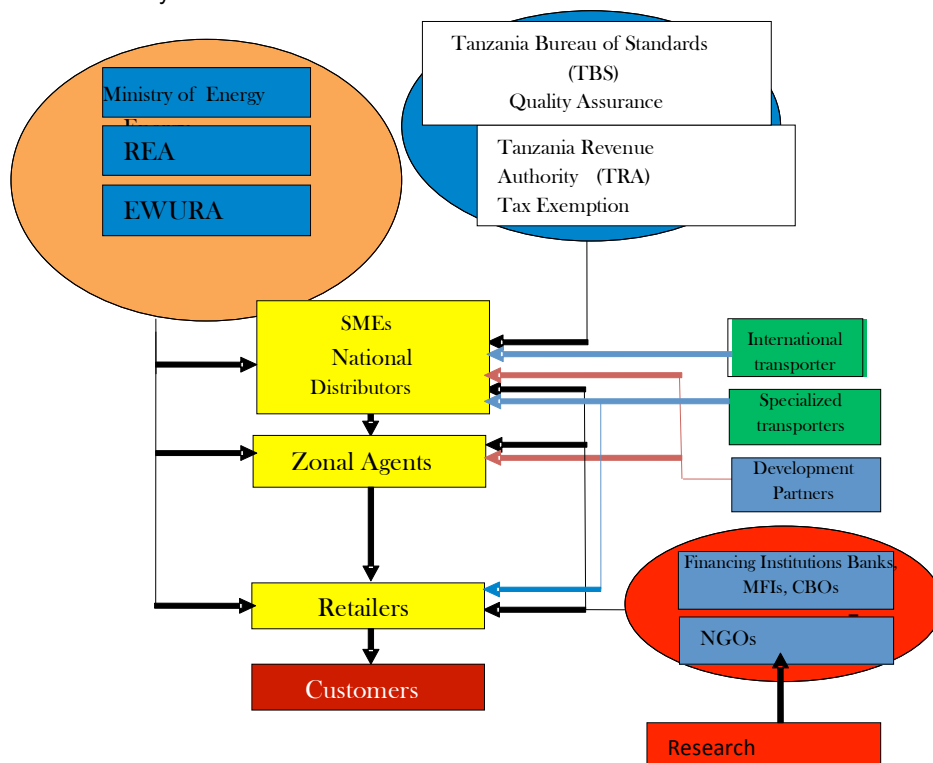 Tanzania Bureau of Standards
(TBS)
Quality Assurance
Tanzania Revenue
Authority (TRA)
Tax Exemption
Ministry of Energy
REA
EWURA
SMEs
National
Distributors
International
transporter
Specialized
transporters
Zonal Agents
Development
Partners
Financing Institutions Banks,
MFIs, CBOs
Retailers
NGOs
Customers
Research